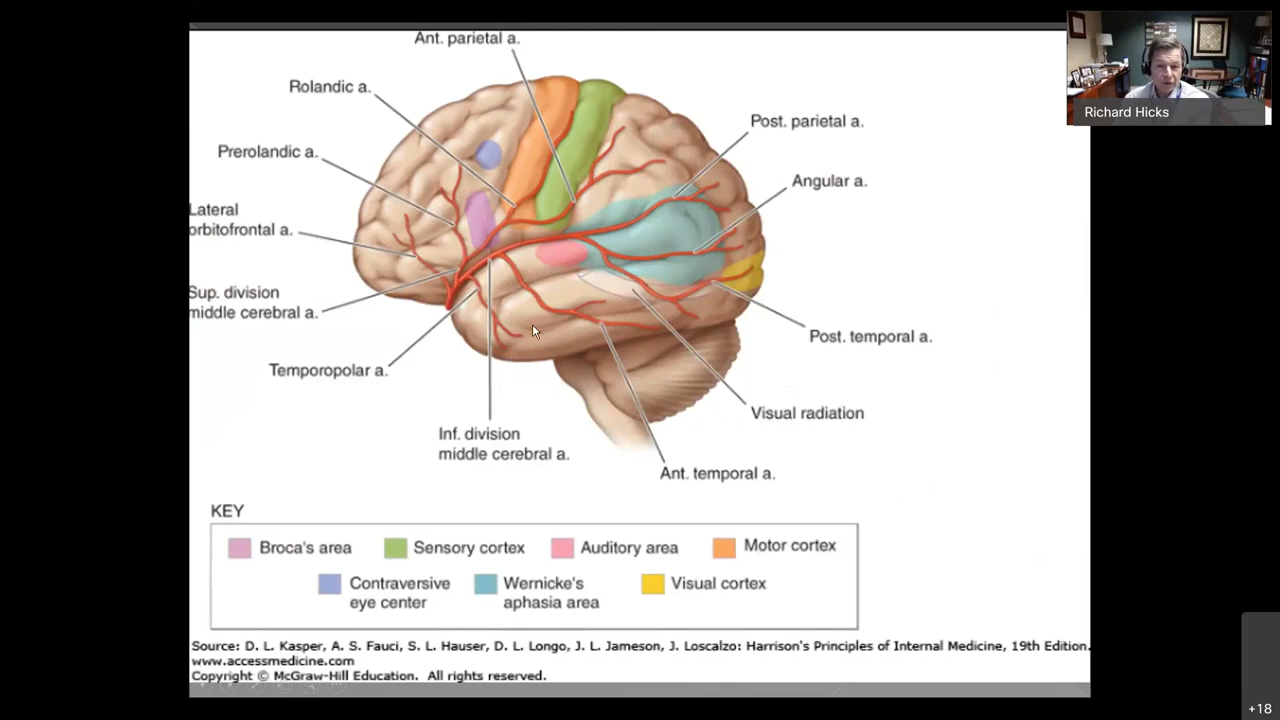 Ant. parietal a.
Rolandic a.
Richard Hicks
Post. parietal a.
Prerolandic a.
Angular a.
Lateral
orbitofrontal a.
Sup. division
middle cerebral a.
Post. temporal a.
Temporopolar a.
Visual radiation
Inf. division
middle cerebral a.
Ant. temporal a.
KEY
Broca's area Sensory cortex Auditory area Motor cortex
Contraversive eye center Wernicke's aphasia area Visual cortex
Source: D. L. Kasper, A. S. Fauci, S. L. Hauser, D. L. Longo, J. L. Jameson, J. Loscalzo: Harrison's Principles of Internal Medicine, 19th Edition.
www.accessmedicine.com
Copyright © McGraw-Hill Education. All rights reserved.
+18